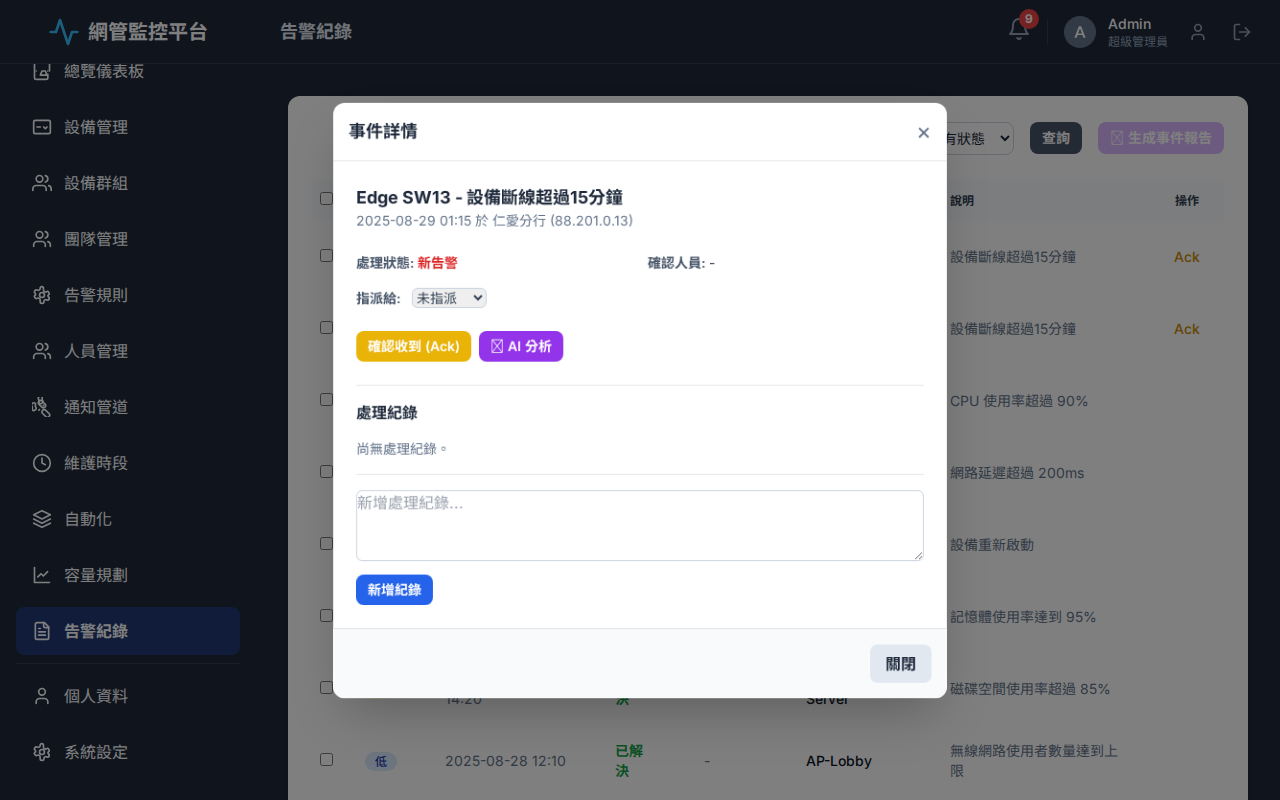 網管監控平台
告警紀錄
9
A
Admin
超級管理員
總覽儀表板
設備管理
設備群組
團隊管理
告警規則
人員管理
通知管道
維護時段
自動化
容量規劃
告警紀錄
個人資料
系統設定
有狀態
查詢
生成事件報告
說明
操作
設備斷線超過15分鐘
Ack
設備斷線超過15分鐘
Ack
CPU 使用率超過 90%
網路延遲超過 200ms
設備重新啟動
記憶體使用率達到 95%
磁碟空間使用率超過 85%
14:20
決
Server
低
2025-08-28 12:10
已解
決
-
AP-Lobby
無線網路使用者數量達到上
限
事件詳情
×
Edge SW13 - 設備斷線超過15分鐘
2025-08-29 01:15 於 仁愛分行 (88.201.0.13)
處理狀態: 新告警
確認人員: -
指派給: 未指派
確認收到 (Ack)
AI 分析
處理紀錄
尚無處理紀錄。
新增處理紀錄...
新增紀錄
關閉